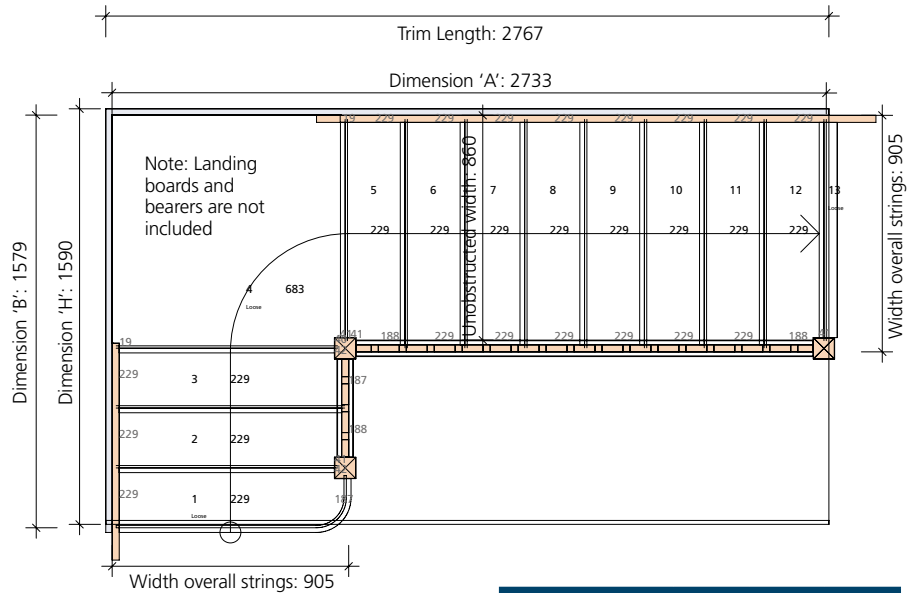 Trim Length: 2767
Dimension 'A': 2733
229 229 229 229 229 229 229 229
Note: Landing
boards and
bearers are not
included
Unobstructed width: 860
Width overall strings: 905
Dimension 'B': 1579
Dimension 'H': 1590
5 6 7 8 9 10 11 12 13
Loose
229 229 229 229 229 229 229 229
4 683
Loose
41 188 229 229 229 229 229 229 188
19
229 3 229 187
229 2 229 188
229 1 229 187
Loose
Width overall strings: 905